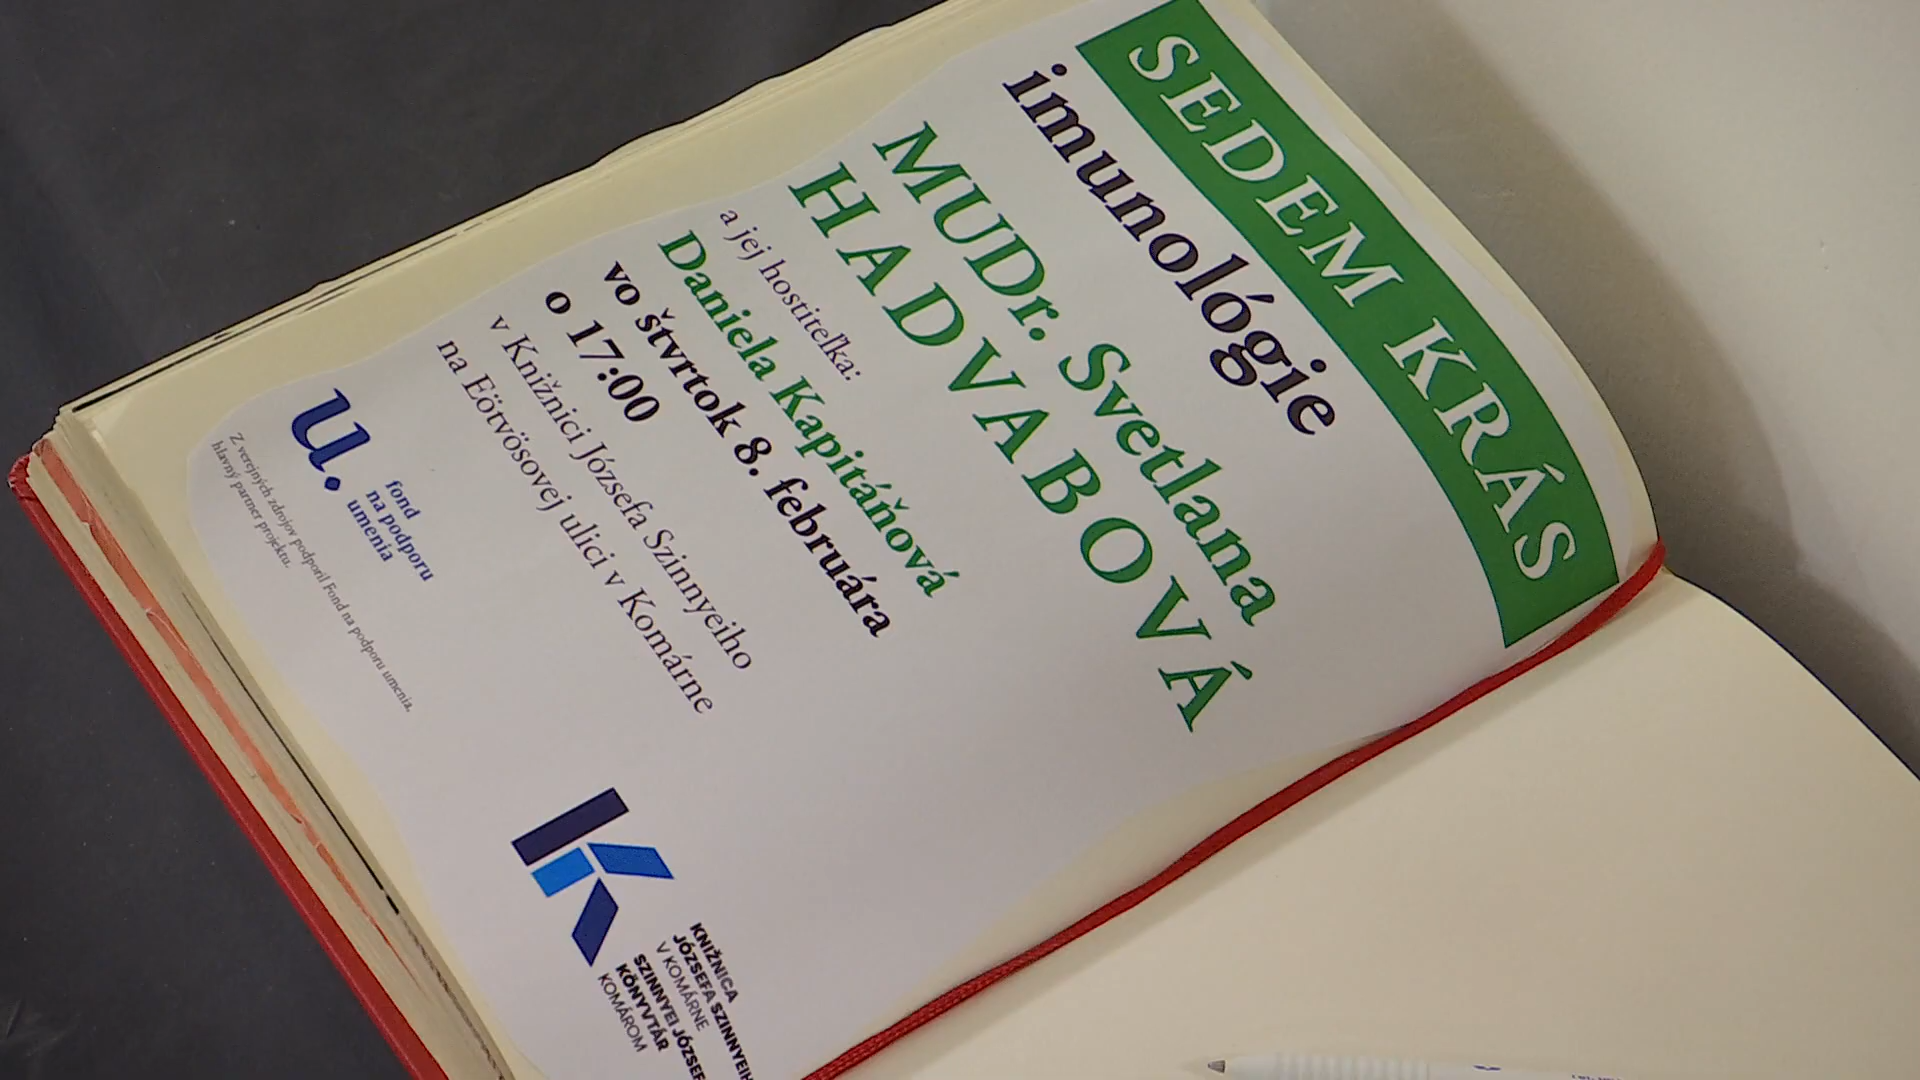 SEDEM KRÁS
imunológie
MUDr. Svetlana
HADVABOVÁ
a jej hostiteľka:
Daniela Kapitáňová
vo štvrtok 8. februára
o 17:00
v Knižnici Józsefa Szinnyeiho
na Eötvösovej ulici v Komárne
u.
fond
na podporu
umenia
Z verejných zdrojov podporil Fond na podporu umenia,
hlavný partner projektu.
KNIŽNICA
JÓZSEFA SZINNYEIH
V KOMÁRNE
SZINNYEI JÓZSEF
KÖNYVTÁR
KOMÁROM